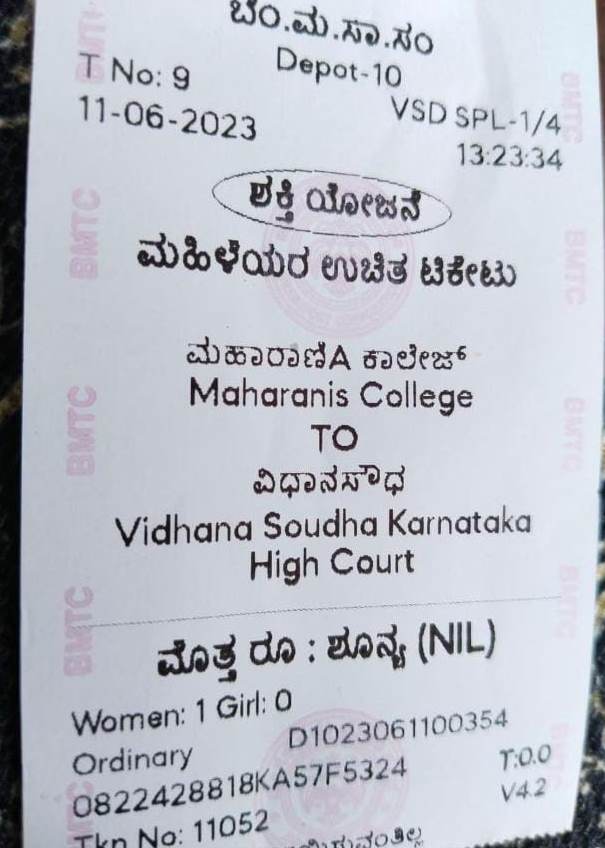 ಬೆಂ.ಮ.ಸಾ.ಸಂ
Depot-10
T No: 9
VSD SPL-1/4
11-06-2023
13:23:34
ಶಕ್ತಿ ಯೋಜನೆ
ಮಹಿಳೆಯರ ಉಚಿತ ಟಿಕೇಟು
ಮಹಾರಾಣಿA ಕಾಲೇಜ್
Maharanis College
TO
ವಿಧಾನಸೌಧ
Vidhana Soudha Karnataka
High Court
ಮೊತ್ತ ರೂ : ಶೂನ್ಯ (NIL)
Women: 1 Girl: 0
Ordinary
D1023061100354
0822428818KA57F5324
T:0.0
V4.2
Tkn No: 11052
BMTC
BMTC
BMTC
BMTC
BMTC
BMTC
BMTC
BMTC